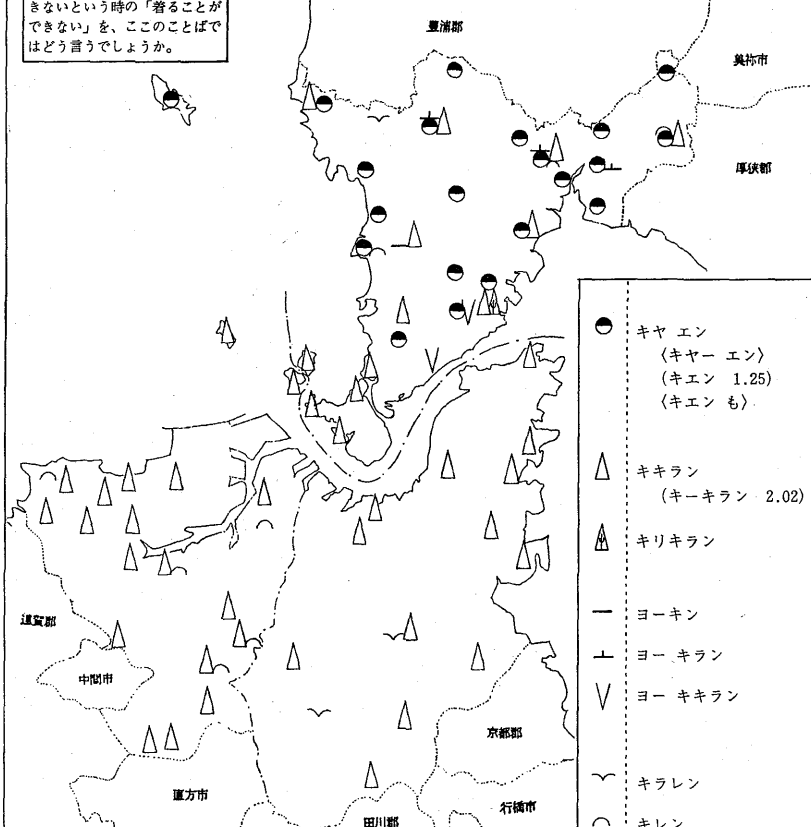 きないという時の「着ることが
できない」を、ここのことばで
はどう言うでしょうか。
豊浦郡
美祢市
厚狭郡
キヤ エン
〈キヤー エン〉
(キエン 1.25)
〈キエン も〉
キキラン
(キーキラン 2.02)
キリキラン
ヨーキン
ヨー キラン
ヨー キキラン
キラレン
キレン
遠賀郡
中間市
直方市
田川郡
京都郡
行橋市